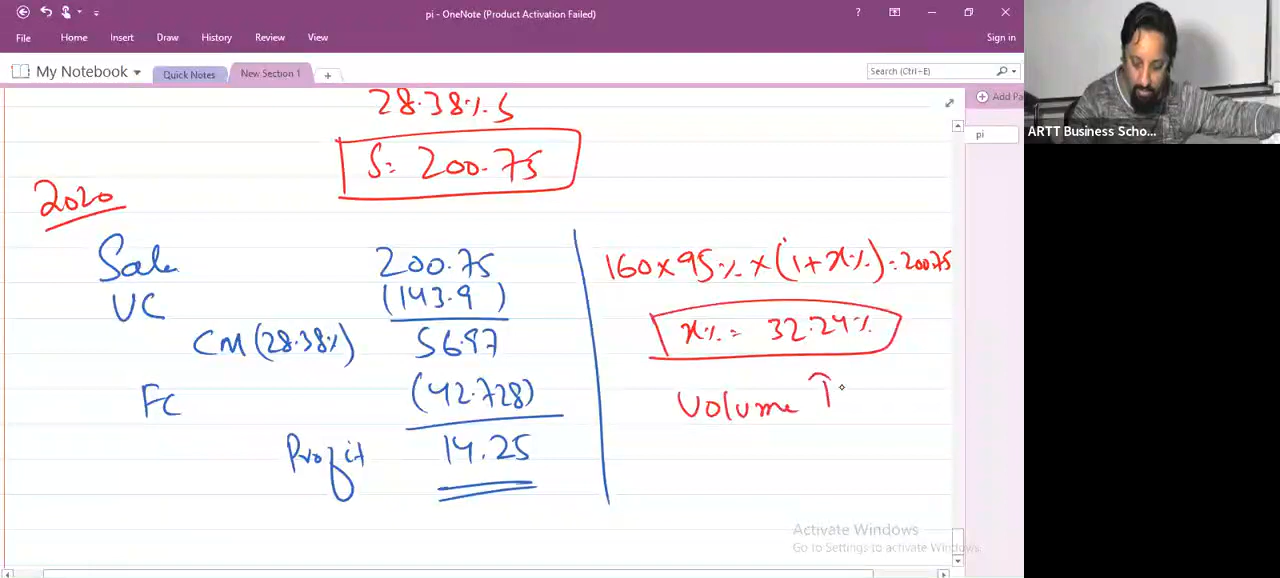 pi - OneNote (Product Activation Failed)
?
File Home Insert Draw History Review View
Sign in
My Notebook
Quick Notes
New Section 1
+
Search (Ctrl-E)
Add Pa
pi
ARTT Business Scho...
28.38% S
S= 200.75
2020
Sale 200.75
VC (143.9)
CM (28.38%) 56.97
FC (42.728)
Profit 14.25
160x95% x (1+x%) = 200.75
x% = 32.24%
Volume ↑
Activate Windows
Go to Settings to activate Windows.